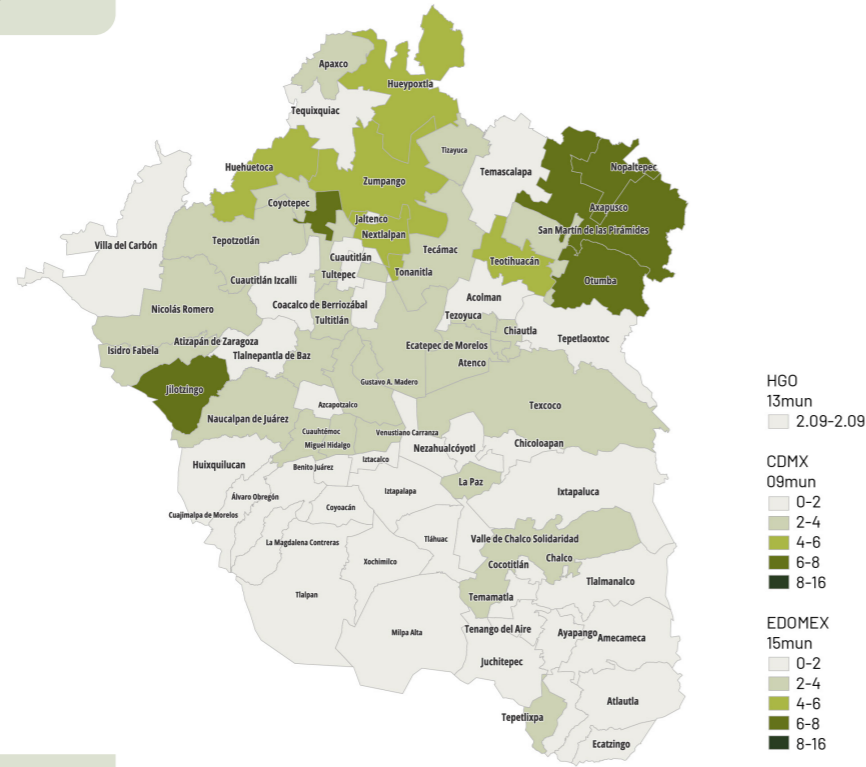 Apaxco
Hueypoxtla
Tequixquiac
Tizayuca
Huehuetoca
Temascalapa
Nopaltepec
Zumpango
Coyotepec
Axapusco
Jaltenco
San Martín de las Pirámides
Nextlalpan
Villa del Carbón
Tepotzotlán
Tecámac
Cuautitlán
Teotihuacán
Tultepec
Tonanitla
Cuautitlán Izcalli
Otumba
Acolman
Coacalco de Berriozábal
Nicolás Romero
Tezoyuca
Tultitlán
Chiautla
Tepetlaoxtoc
Atizapán de Zaragoza
Ecatepec de Morelos
Isidro Fabela
Tlalnepantla de Baz
Atenco
Gustavo A. Madero
Jilotzingo
Azcapotzalco
Texcoco
Naucalpan de Juárez
Cuauhtémoc
Venustiano Carranza
Miguel Hidalgo
Chicoloapan
Nezahualcóyotl
Iztacalco
Huixquilucan
Benito Juárez
La Paz
Iztapalapa
Ixtapaluca
Álvaro Obregón
Coyoacán
Cuajimalpa de Morelos
Tláhuac
Valle de Chalco Solidaridad
La Magdalena Contreras
Chalco
Xochimilco
Cocotitlán
Tlalmanalco
Tlalpan
Temamatla
Milpa Alta
Tenango del Aire
Ayapango
Amecameca
Juchitepec
Atlautla
Tepetlixpa
Ecatzingo
HGO
13mun
2.09-2.09
CDMX
09mun
0-2
2-4
4-6
6-8
8-16
EDOMEX
15mun
0-2
2-4
4-6
6-8
8-16